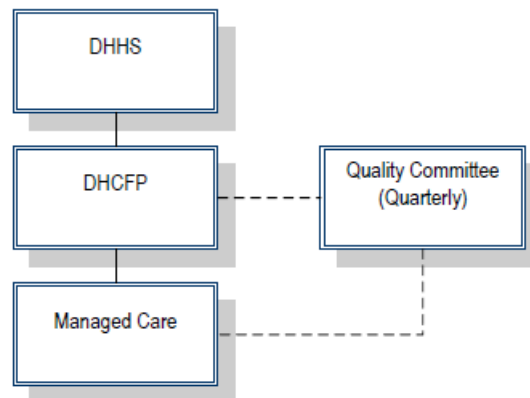 DHHS
DHCFP
Quality Committee
(Quarterly)
Managed Care